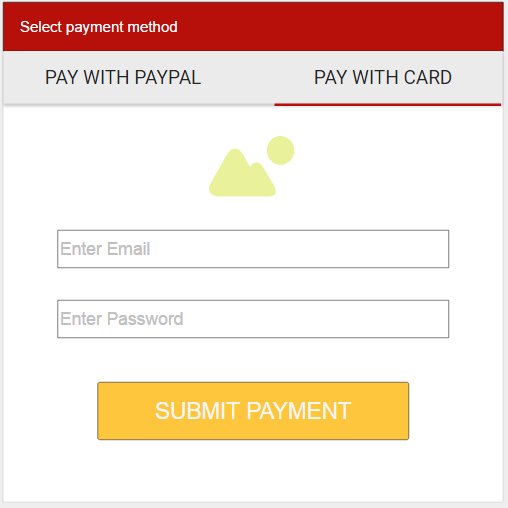 Select payment method
PAY WITH PAYPAL
PAY WITH CARD
Enter Email
Enter Password
SUBMIT PAYMENT